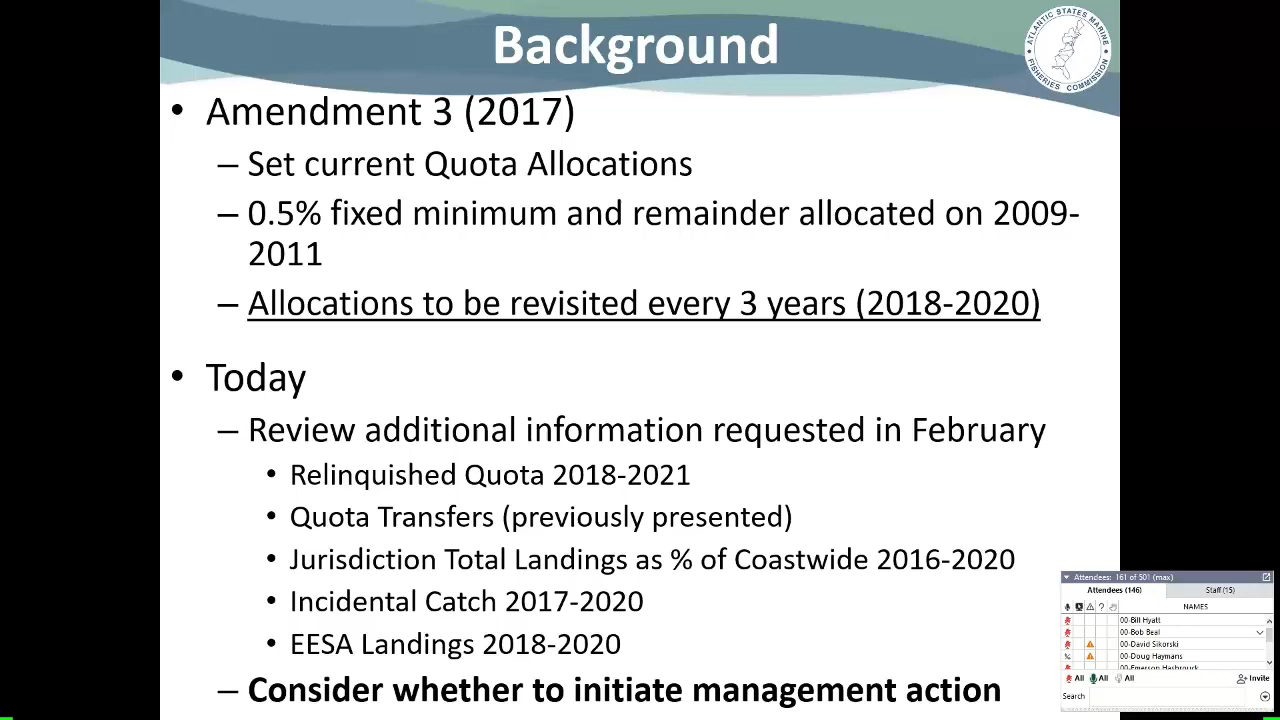 Background
ATLANTIC STATES MARINE
FISHERIES COMMISSION
• Amendment 3 (2017)
– Set current Quota Allocations
– 0.5% fixed minimum and remainder allocated on 2009-
2011
– Allocations to be revisited every 3 years (2018-2020)
• Today
– Review additional information requested in February
• Relinquished Quota 2018-2021
• Quota Transfers (previously presented)
• Jurisdiction Total Landings as % of Coastwide 2016-2020
• Incidental Catch 2017-2020
• EESA Landings 2018-2020
– Consider whether to initiate management action
Attendees: 161 of 501 (max)
Attendees (146) Staff (15)
NAMES
00-Bill Hyatt
00-Bob Beal
00-David Sikorski
00-Doug Haymans
00-Emerson Hasbrouck
All All All Invite
Search